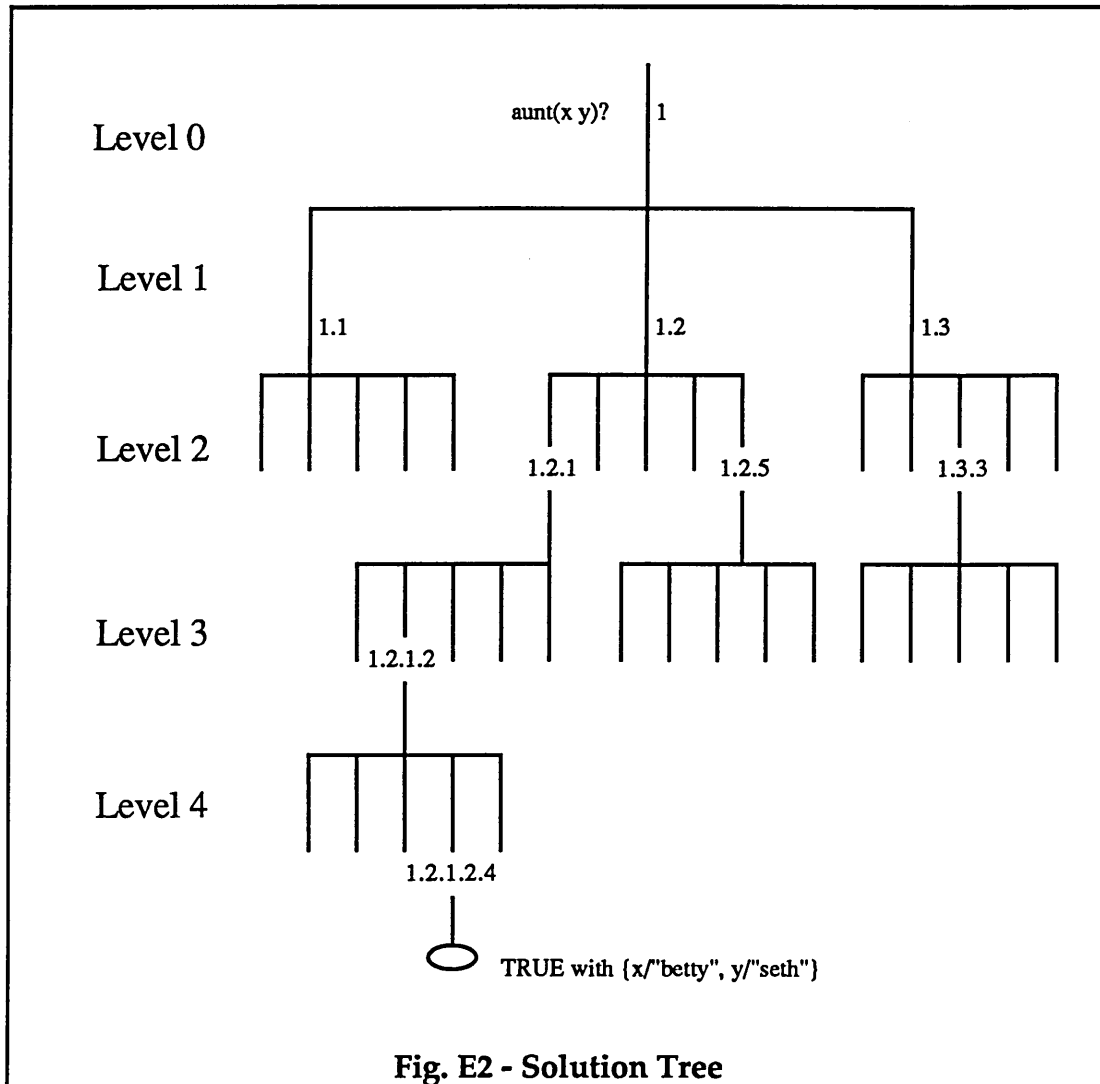 aunt(x y)? 1
Level 0
Level 1
1.1 1.2 1.3
Level 2
1.2.1 1.2.5 1.3.3
Level 3
1.2.1.2
Level 4
1.2.1.2.4
TRUE with {x/"betty", y/"seth"}
Fig. E2 - Solution Tree